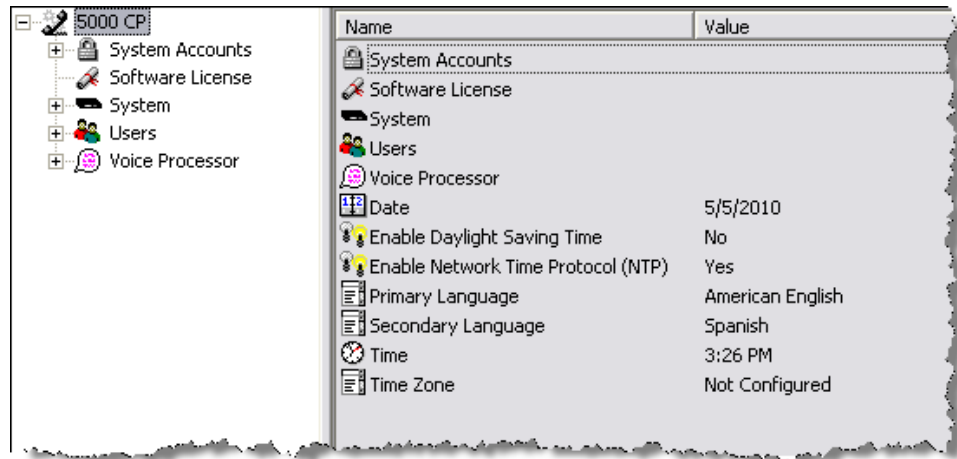 5000 CP
System Accounts
Software License
System
Users
Voice Processor
Name Value
System Accounts
Software License
System
Users
Voice Processor
Date 5/5/2010
Enable Daylight Saving Time No
Enable Network Time Protocol (NTP) Yes
Primary Language American English
Secondary Language Spanish
Time 3:26 PM
Time Zone Not Configured